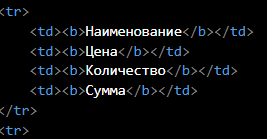 <tr>
<td><b>Наименование</b></td>
<td><b>Цена</b></td>
<td><b>Количество</b></td>
<td><b>Сумма</b></td>
</tr>
<tr>